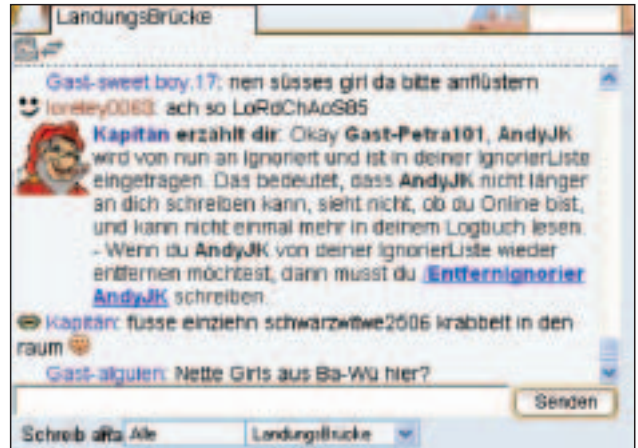 LandungsBrücke
Gast-sweet boy.17: nen süsses girl da bitte anflüstern
loreley0063: ach so LoRdChAoS85
Kapitän erzählt dir: Okay Gast-Petra101, AndyJK
wird von nun an Ignoriert und ist in deiner IgnorierListe
eingetragen. Das bedeutet, dass AndyJK nicht länger
an dich schreiben kann, sieht nicht, ob du Online bist,
und kann nicht einmal mehr in deinem Logbuch lesen.
- Wenn du AndyJK von deiner IgnorierListe wieder
entfernen möchtest, dann musst du /EntfernIgnorier
AndyJK schreiben.
Kapitän: füsse einziehn schwarzwitwe2606 krabbelt in den
raum
Gast-alguien: Nette Girls aus Ba-Wü hier?
Senden
Schreib Alle LandungsBrücke